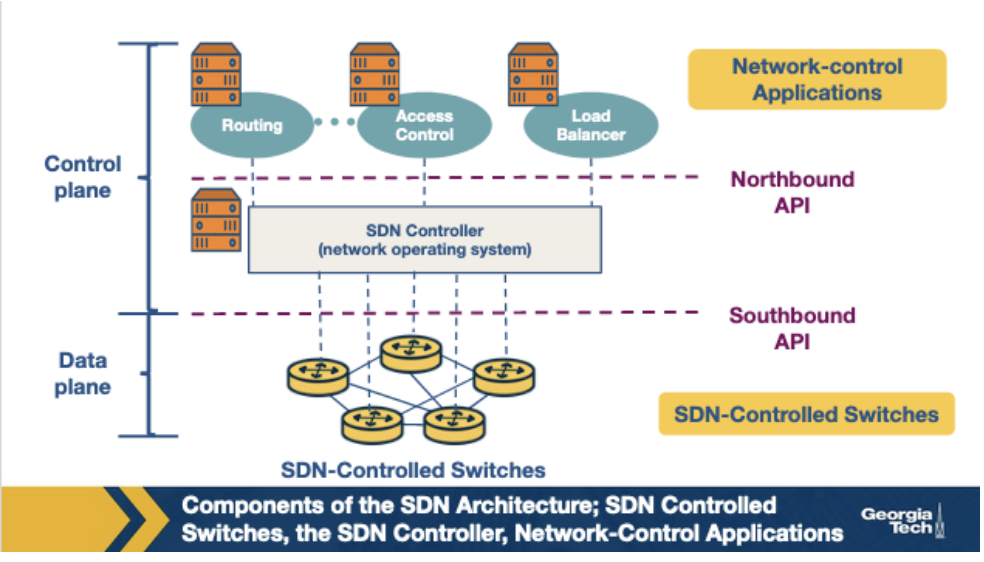 Network-control
Applications
Routing
Access
Control
Load
Balancer
Control
plane
Northbound
API
SDN Controller
(network operating system)
Southbound
API
Data
plane
SDN-Controlled Switches
SDN-Controlled Switches
Components of the SDN Architecture; SDN Controlled
Switches, the SDN Controller, Network-Control Applications
Georgia
Tech